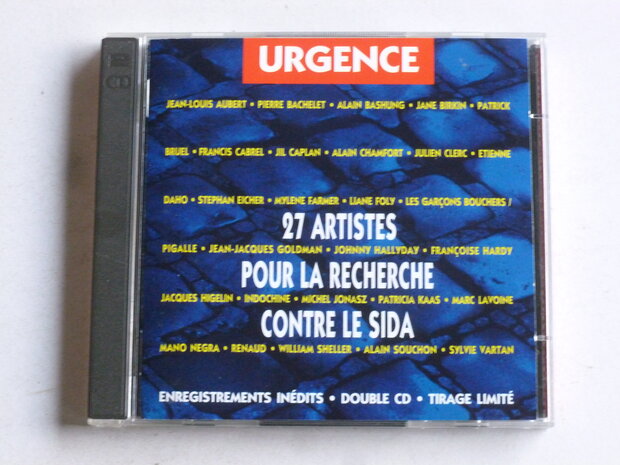 URGENCE
JEAN-LOUIS AUBERT • PIERRE BACHELET • ALAIN BASHUNG • JANE BIRKIN • PATRICK
BRUEL • FRANCIS CABREL • JIL CAPLAN • ALAIN CHAMFORT • JULIEN CLERC • ETIENNE
DAHO • STEPHAN EICHER • MYLENE FARMER • LIANE FOLY • LES GARÇONS BOUCHERS /
27 ARTISTES
PIGALLE • JEAN-JACQUES GOLDMAN • JOHNNY HALLYDAY • FRANÇOISE HARDY
POUR LA RECHERCHE
JACQUES HIGELIN • INDOCHINE • MICHEL JONASZ • PATRICIA KAAS • MARC LAVOINE
CONTRE LE SIDA
MANO NEGRA • RENAUD • WILLIAM SHELLER • ALAIN SOUCHON • SYLVIE VARTAN
ENREGISTREMENTS INÉDITS • DOUBLE CD • TIRAGE LIMITÉ